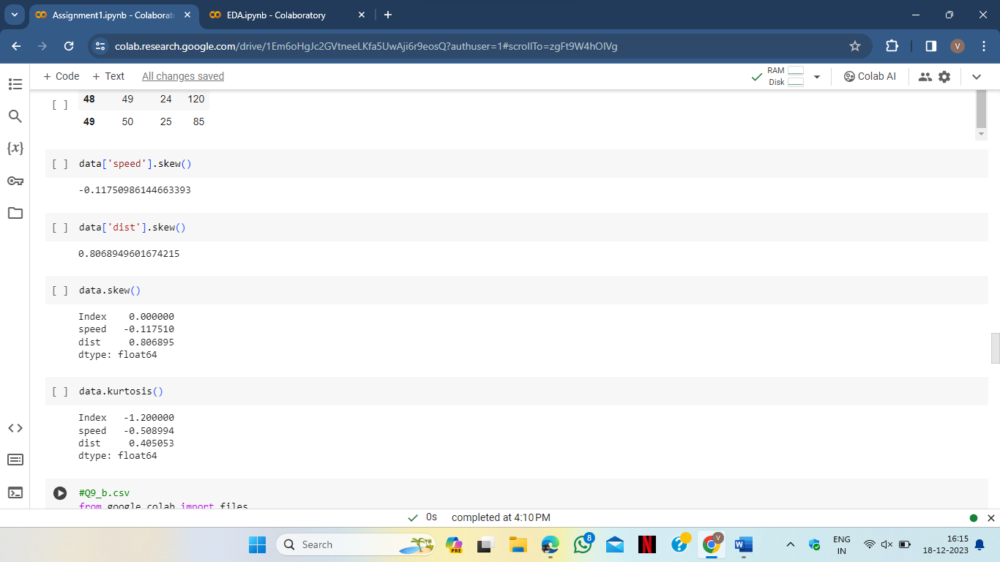 Assignment1.ipynb - Colaborat
EDA.ipynb - Colaboratory
colab.research.google.com/drive/1Em6oHgJc2GVtneeLKfa5UwAji6r9eosQ?authuser=1#scrollTo=zgFt9W4hOlVg
V
+ Code + Text All changes saved
RAM
Disk
Colab AI
48 49 24 120
[ ]
49 50 25 85
{x}
[ ] data['speed'].skew()
-0.11750986144663393
[ ] data['dist'].skew()
0.8068949601674215
[ ] data.skew()
Index 0.000000
speed -0.117510
dist 0.806895
dtype: float64
[ ] data.kurtosis()
Index -1.200000
speed -0.508994
dist 0.405053
dtype: float64
#Q9_b.csv
from google.colab import files
0s completed at 4:10 PM
Search
PRE
8
N
?
V
W
ENG
IN
16:15
18-12-2023